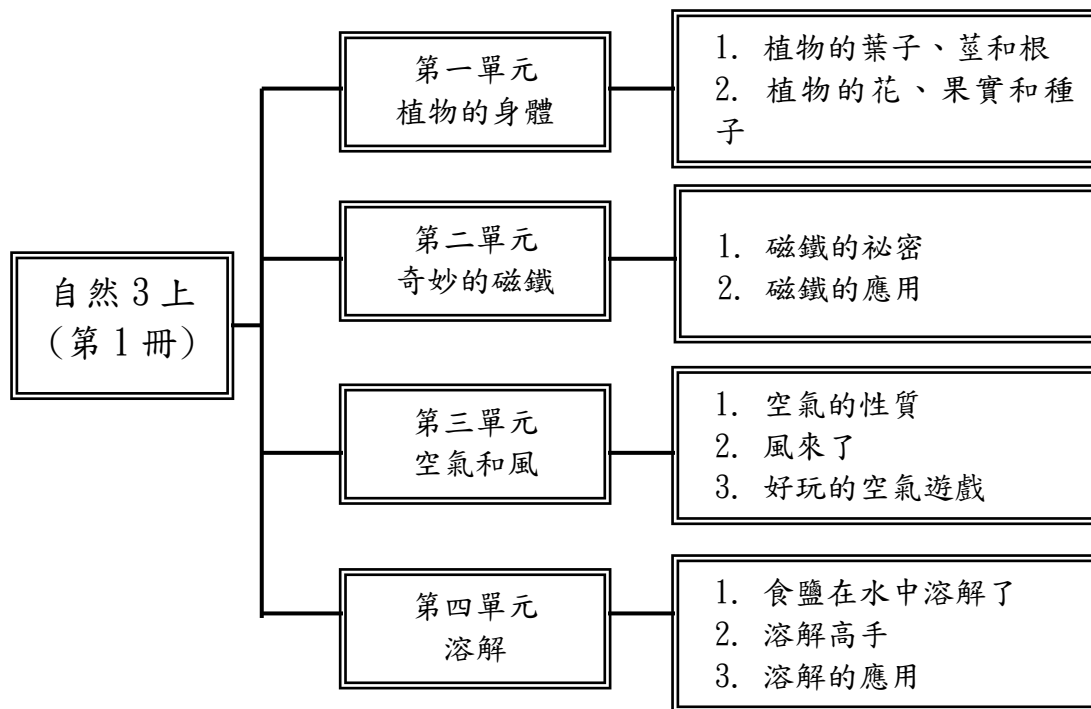 自然3上
(第1冊)
第一單元
植物的身體
1. 植物的葉子、莖和根
2. 植物的花、果實和種
子
第二單元
奇妙的磁鐵
1. 磁鐵的祕密
2. 磁鐵的應用
第三單元
空氣和風
1. 空氣的性質
2. 風來了
3. 好玩的空氣遊戲
第四單元
溶解
1. 食鹽在水中溶解了
2. 溶解高手
3. 溶解的應用